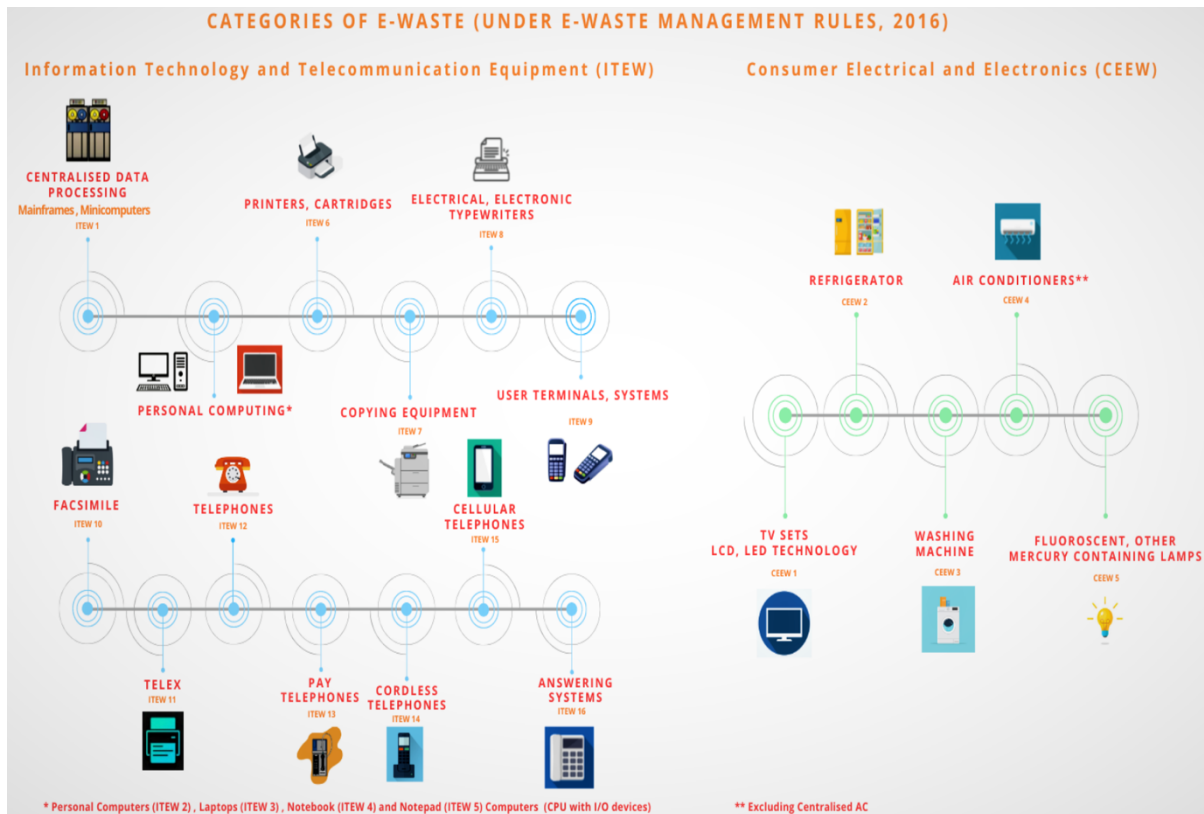 CATEGORIES OF E-WASTE (UNDER E-WASTE MANAGEMENT RULES, 2016)
Information Technology and Telecommunication Equipment (ITEW)
CENTRALISED DATA
PROCESSING
Mainframes , Minicomputers
ITEW 1
PRINTERS, CARTRIDGES
ITEW 6
ELECTRICAL, ELECTRONIC
TYPEWRITERS
ITEW 8
PERSONAL COMPUTING*
COPYING EQUIPMENT
ITEW 7
USER TERMINALS, SYSTEMS
ITEW 9
FACSIMILE
ITEW 10
TELEPHONES
ITEW 12
CELLULAR
TELEPHONES
ITEW 15
TELEX
ITEW 11
PAY
TELEPHONES
ITEW 13
CORDLESS
TELEPHONES
ITEW 14
ANSWERING
SYSTEMS
ITEW 16
* Personal Computers (ITEW 2) , Laptops (ITEW 3) , Notebook (ITEW 4) and Notepad (ITEW 5) Computers (CPU with I/O devices)
Consumer Electrical and Electronics (CEEW)
REFRIGERATOR
CEEW 2
AIR CONDITIONERS**
CEEW 4
TV SETS
LCD, LED TECHNOLOGY
CEEW 1
WASHING
MACHINE
CEEW 3
FLUOROSCENT, OTHER
MERCURY CONTAINING LAMPS
CEEW 5
** Excluding Centralised AC